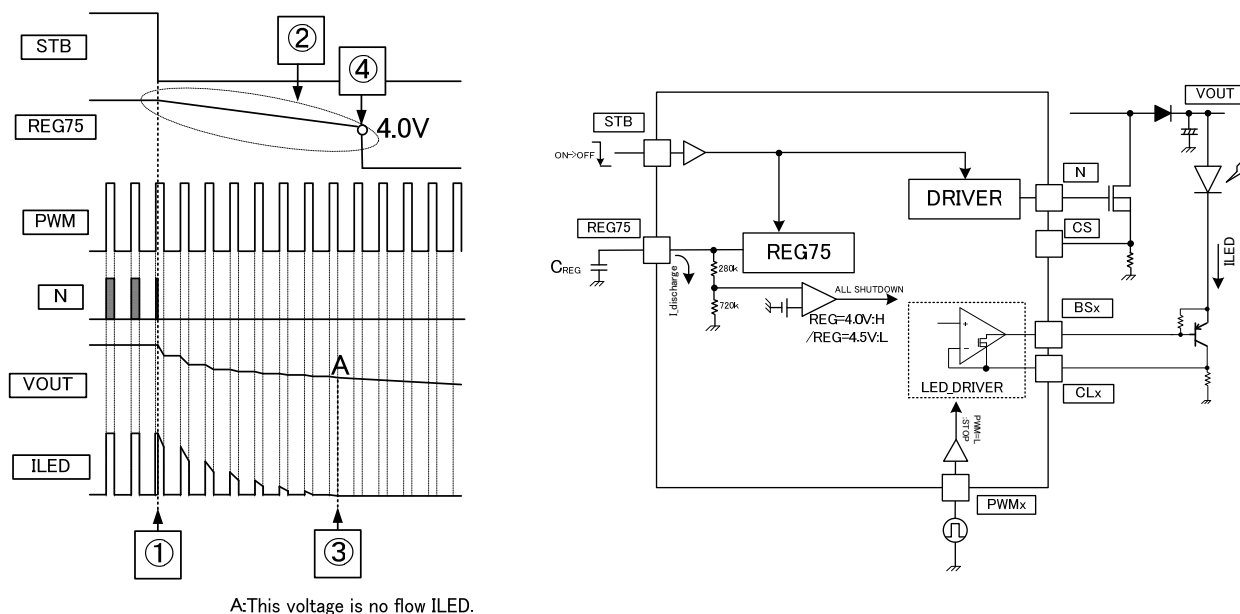 STB
②
④
REG75
4.0V
PWM
N
VOUT
A
ILED
①
③
A:This voltage is no flow ILED.
VOUT
STB
ON->OFF
N
DRIVER
REG75
CS
REG75
CREG
I_discharge
280k
720k
ALL SHUTDOWN
REG=4.0V:H
/REG=4.5V:L
ILED
BSx
+
-
LED_DRIVER
CLx
PWM=L
:STOP
PWMx